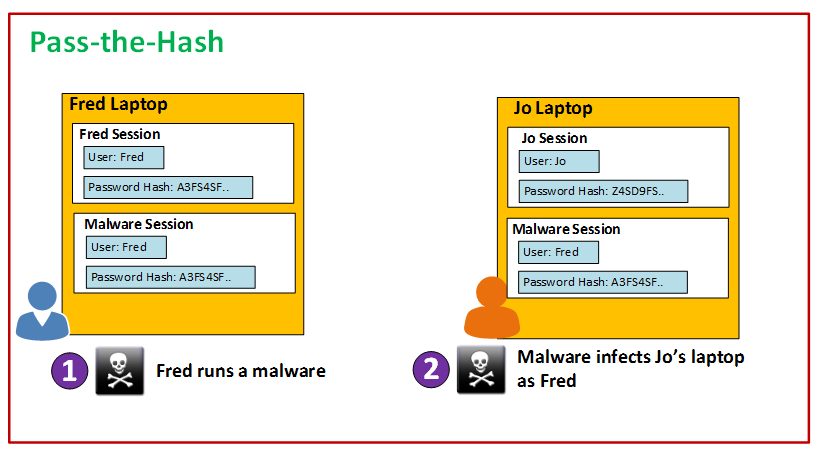 Pass-the-Hash
Fred Laptop
Fred Session
User: Fred
Password Hash: A3FS4SF..
Malware Session
User: Fred
Password Hash: A3FS4SF..
1
Fred runs a malware
Jo Laptop
Jo Session
User: Jo
Password Hash: Z4SD9FS..
Malware Session
User: Fred
Password Hash: A3FS4SF..
2
Malware infects Jo's laptop
as Fred